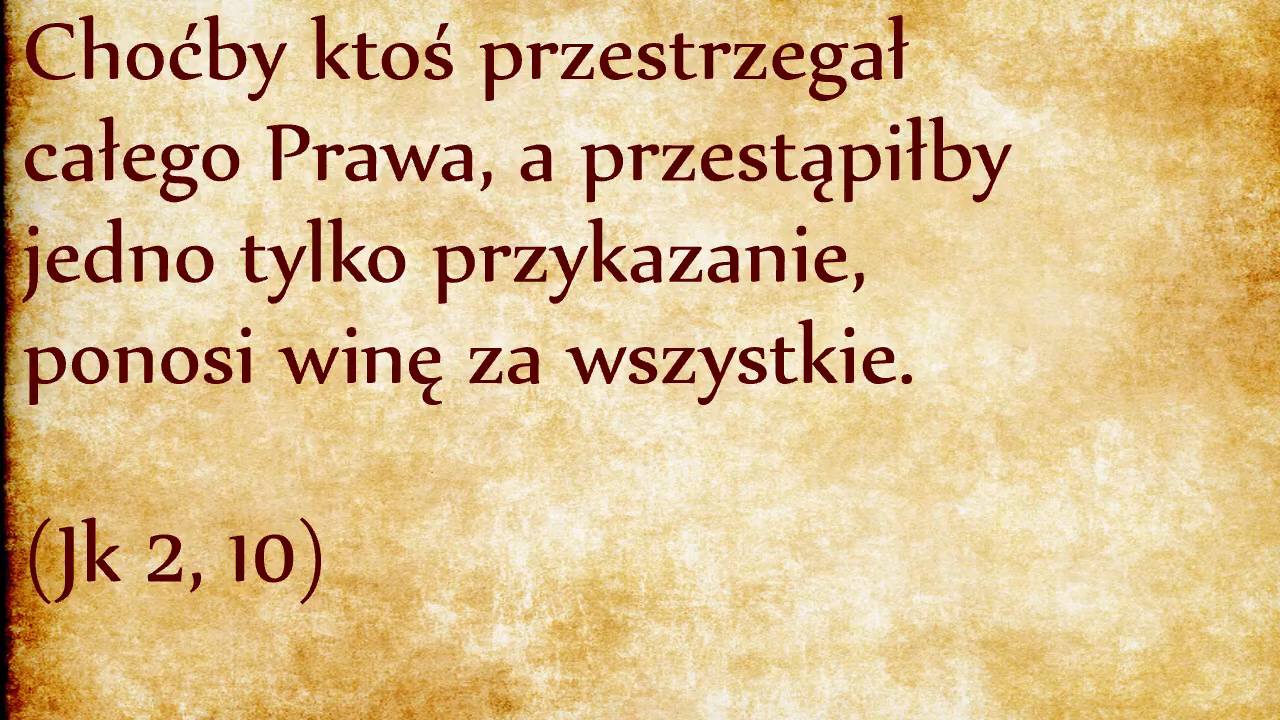 Choćby ktoś przestrzegał
całego Prawa, a przestąpiłby
jedno tylko przykazanie,
ponosi winę za wszystkie.
(Jk 2, 10)